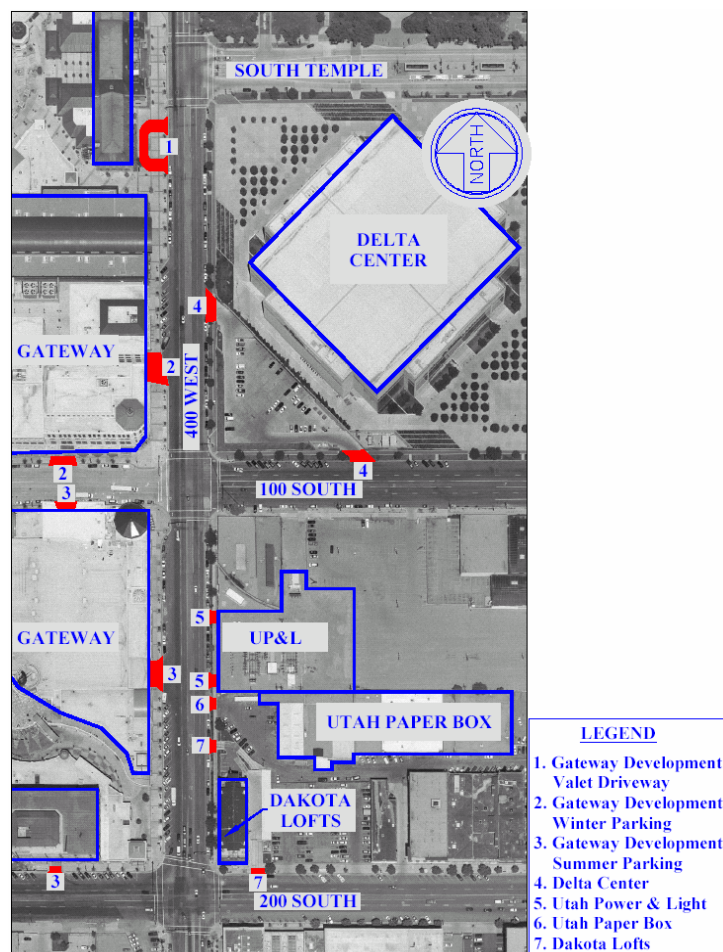 SOUTH TEMPLE
NORTH
1
DELTA
CENTER
4
GATEWAY
2
400 WEST
2
4
3
100 SOUTH
5
GATEWAY
UP&L
3
5
6
UTAH PAPER BOX
7
DAKOTA
LOFTS
3
7
200 SOUTH
LEGEND
1. Gateway Development
Valet Driveway
2. Gateway Development
Winter Parking
3. Gateway Development
Summer Parking
4. Delta Center
5. Utah Power & Light
6. Utah Paper Box
7. Dakota Lofts